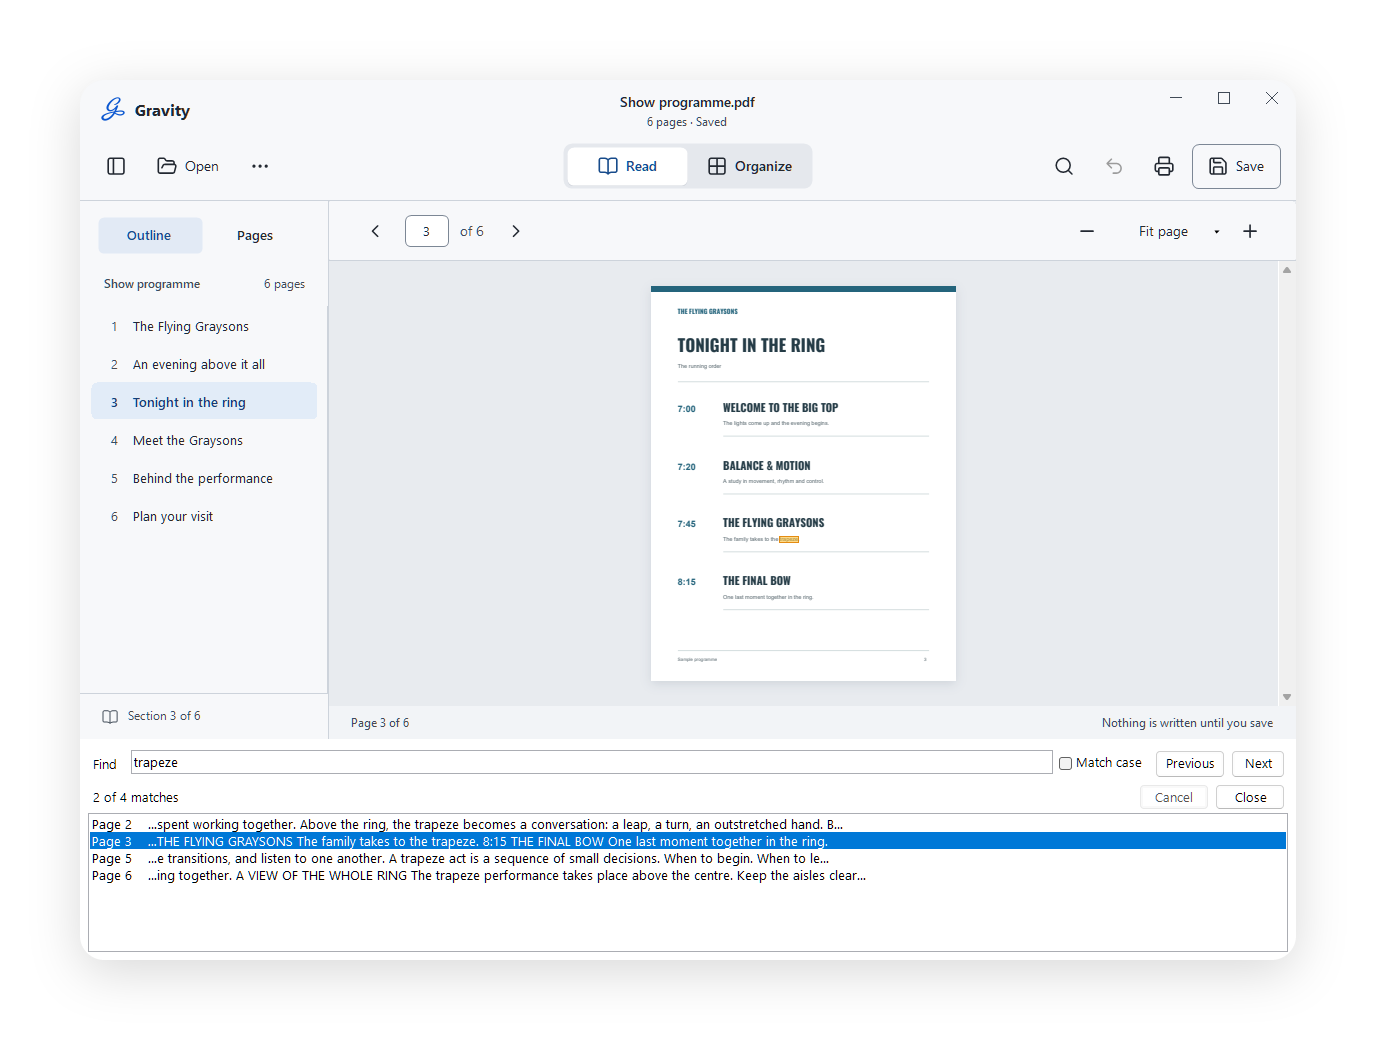 Gravity
Show programme.pdf
6 pages · Saved
Open
Read
Organize
Save
Outline
Pages
3
of 6
Fit page
Show programme
6 pages
1 The Flying Graysons
2 An evening above it all
3 Tonight in the ring
4 Meet the Graysons
5 Behind the performance
6 Plan your visit
Section 3 of 6
THE FLYING GRAYSONS
TONIGHT IN THE RING
The running order
7:00 WELCOME TO THE BIG TOP
The lights come up and the evening begins.
7:20 BALANCE & MOTION
A study in movement, rhythm and control.
7:45 THE FLYING GRAYSONS
The family takes to the trapeze.
8:15 THE FINAL BOW
One last moment together in the ring.
Sample programme 3
Page 3 of 6
Nothing is written until you save
Find trapeze
Match case
Previous
Next
2 of 4 matches
Cancel
Close
Page 2 ...spent working together. Above the ring, the trapeze becomes a conversation: a leap, a turn, an outstretched hand. B...
Page 3 ...THE FLYING GRAYSONS The family takes to the trapeze. 8:15 THE FINAL BOW One last moment together in the ring.
Page 5 ...e transitions, and listen to one another. A trapeze act is a sequence of small decisions. When to begin. When to le...
Page 6 ...ing together. A VIEW OF THE WHOLE RING The trapeze performance takes place above the centre. Keep the aisles clear...